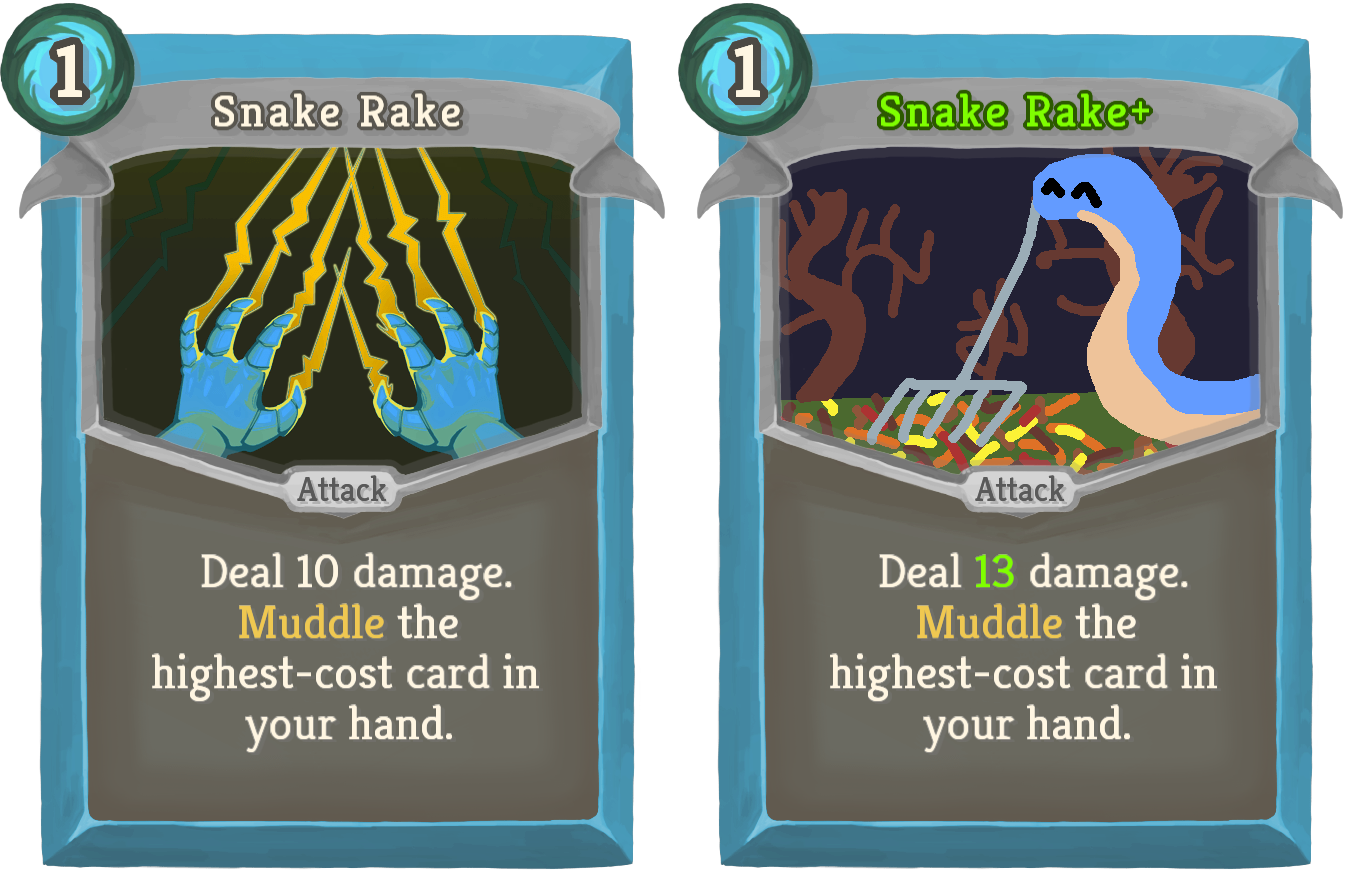 1
Snake Rake
Attack
Deal 10 damage.
Muddle the
highest-cost card in
your hand.
1
Snake Rake+
Attack
Deal 13 damage.
Muddle the
highest-cost card in
your hand.